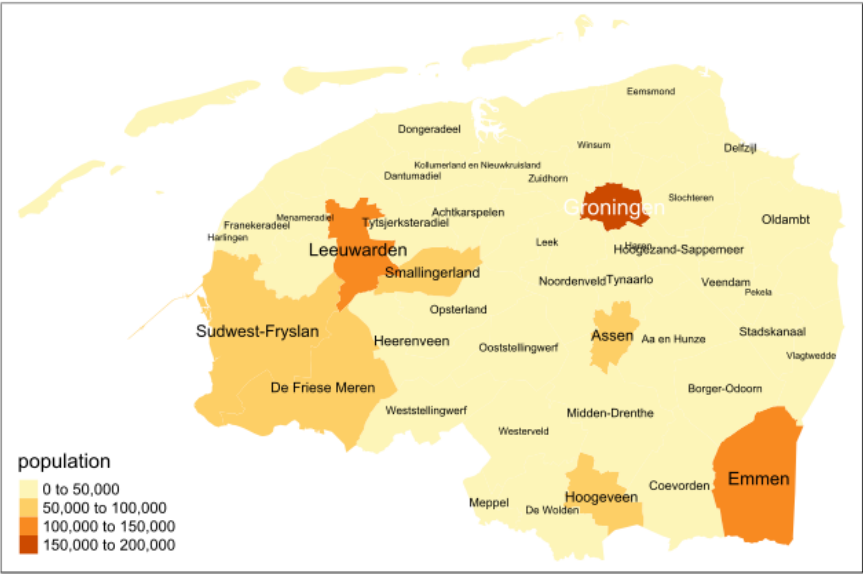 Eemsmond
Dongeradeel
Winsum
Delfzijl
Kollumerland en Nieuwkruisland
Dantumadiel
Zuidhorn
Slochteren
Groningen
Achtkarspelen
Menameradiel
Tytsjerksteradiel
Oldambt
Franekeradeel
Harlingen
Leek
Haren
Hoogezand-Sappemeer
Leeuwarden
Smallingerland
Noordenveld
Tynaarlo
Veendam
Pekela
Opsterland
Sudwest-Fryslan
Heerenveen
Ooststellingwerf
Assen
Aa en Hunze
Stadskanaal
Vlagtwedde
De Friese Meren
Borger-Odoorn
Weststellingwerf
Midden-Drenthe
Westerveld
Emmen
Coevorden
Hoogeveen
Meppel
De Wolden
population
0 to 50,000
50,000 to 100,000
100,000 to 150,000
150,000 to 200,000